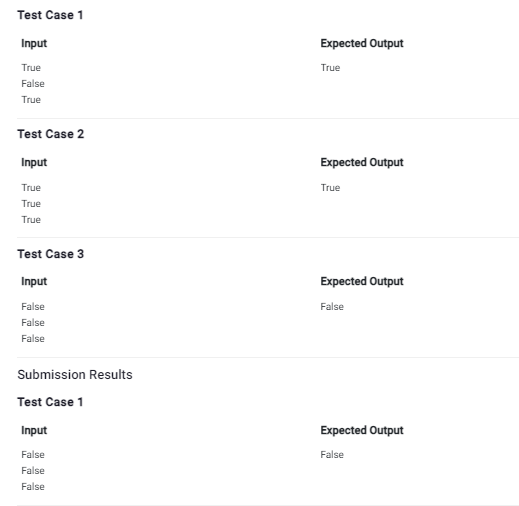 Test Case 1
Input Expected Output
True True
False
True
Test Case 2
Input Expected Output
True True
True
True
Test Case 3
Input Expected Output
False False
False
False
Submission Results
Test Case 1
Input Expected Output
False False
False
False